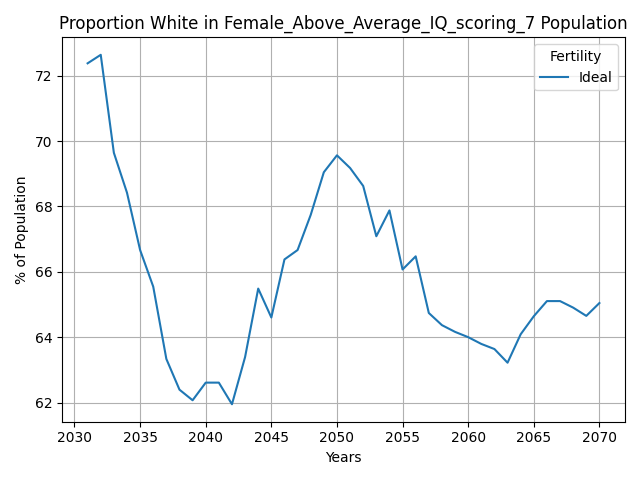 Proportion White in Female_Above_Average_IQ_scoring_7 Population
Fertility
Ideal
72
70
68
66
64
62
% of Population
2030 2035 2040 2045 2050 2055 2060 2065 2070
Years